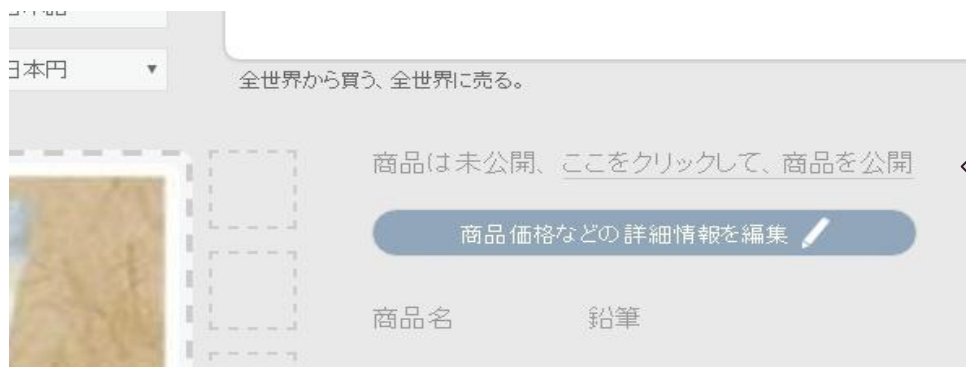 日本円 ▼
全世界から買う、全世界に売る。
商品は未公開、ここをクリックして、商品を公開
商品価格などの詳細情報を編集
商品名 鉛筆